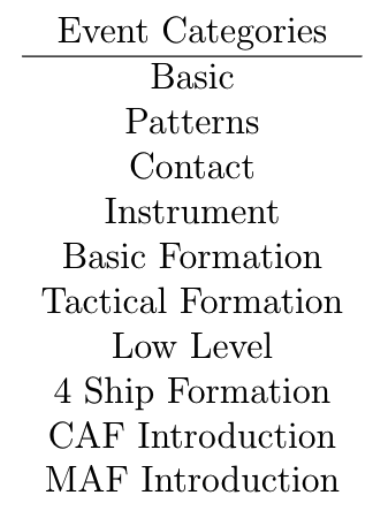 Event Categories
Basic
Patterns
Contact
Instrument
Basic Formation
Tactical Formation
Low Level
4 Ship Formation
CAF Introduction
MAF Introduction